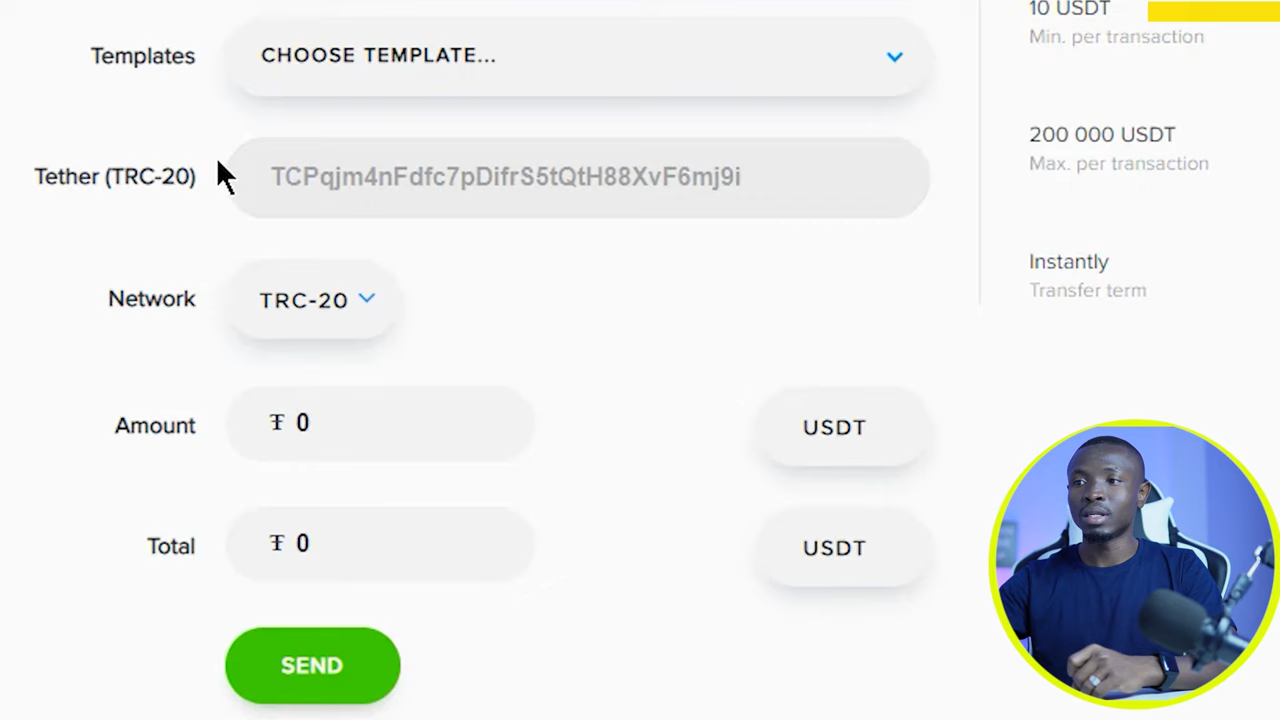 Templates
CHOOSE TEMPLATE...
Tether (TRC-20)
TCPqjm4nFdfc7pDifrS5tQtH88XvF6mj9i
Network
TRC-20
Amount
₮ 0
USDT
Total
₮ 0
USDT
SEND
10 USDT
Min. per transaction
200 000 USDT
Max. per transaction
Instantly
Transfer term